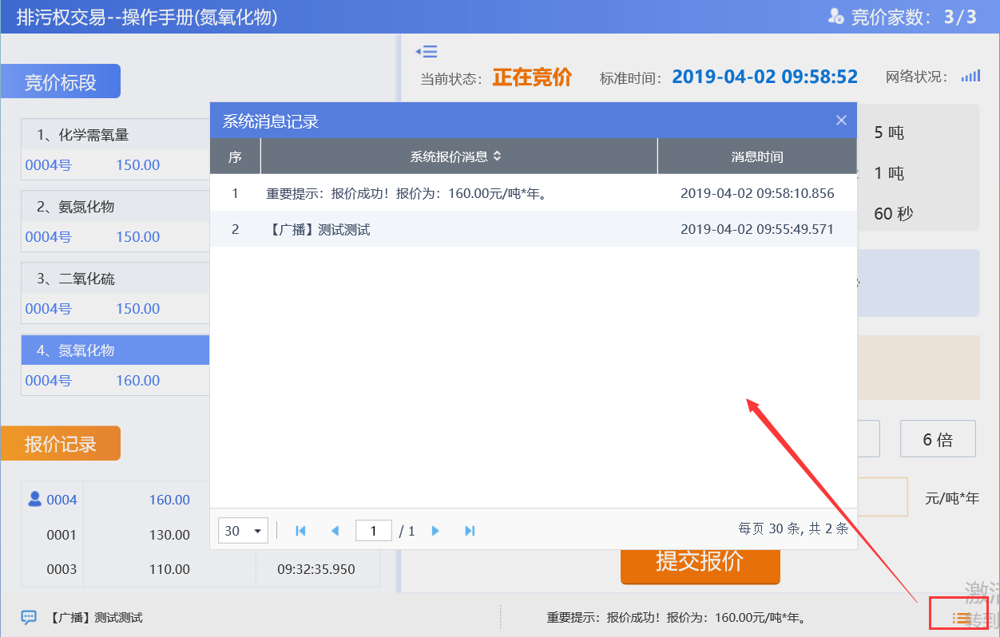 排污权交易--操作手册(氮氧化物)
竞价家数： 3/3
当前状态： 正在竞价 标准时间： 2019-04-02 09:58:52 网络状况：
竞价标段
1、化学需氧量
0004号 150.00
2、氨氮化物
0004号 150.00
3、二氧化硫
0004号 150.00
4、氮氧化物
0004号 160.00
报价记录
0004 160.00
0001 130.00
0003 110.00 09:32:35.950
系统消息记录
序 系统报价消息 消息时间
1 重要提示：报价成功！报价为：160.00元/吨*年。 2019-04-02 09:58:10.856
2 【广播】测试测试 2019-04-02 09:55:49.571
30 1 / 1 每页 30 条, 共 2 条
5 吨
1 吨
60 秒
6 倍
元/吨*年
提交报价
【广播】测试测试 重要提示：报价成功！报价为：160.00元/吨*年。
激活
转到